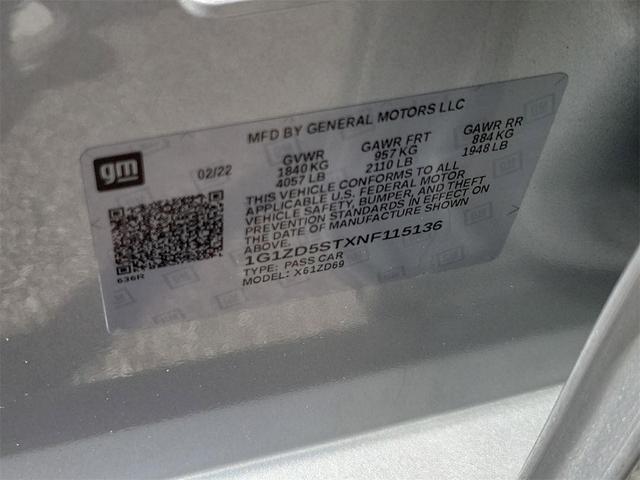 MFD BY GENERAL MOTORS LLC
gm
02/22
GVWR GAWR FRT GAWR RR
1840 KG 957 KG 884 KG
4057 LB 2110 LB 1948 LB
THIS VEHICLE CONFORMS TO ALL
APPLICABLE U.S. FEDERAL MOTOR
VEHICLE SAFETY, BUMPER, AND THEFT
PREVENTION STANDARDS IN EFFECT ON
THE DATE OF MANUFACTURE SHOWN
ABOVE.
1G1ZD5STXNF115136
TYPE: PASS CAR
MODEL: X61ZD69
636R